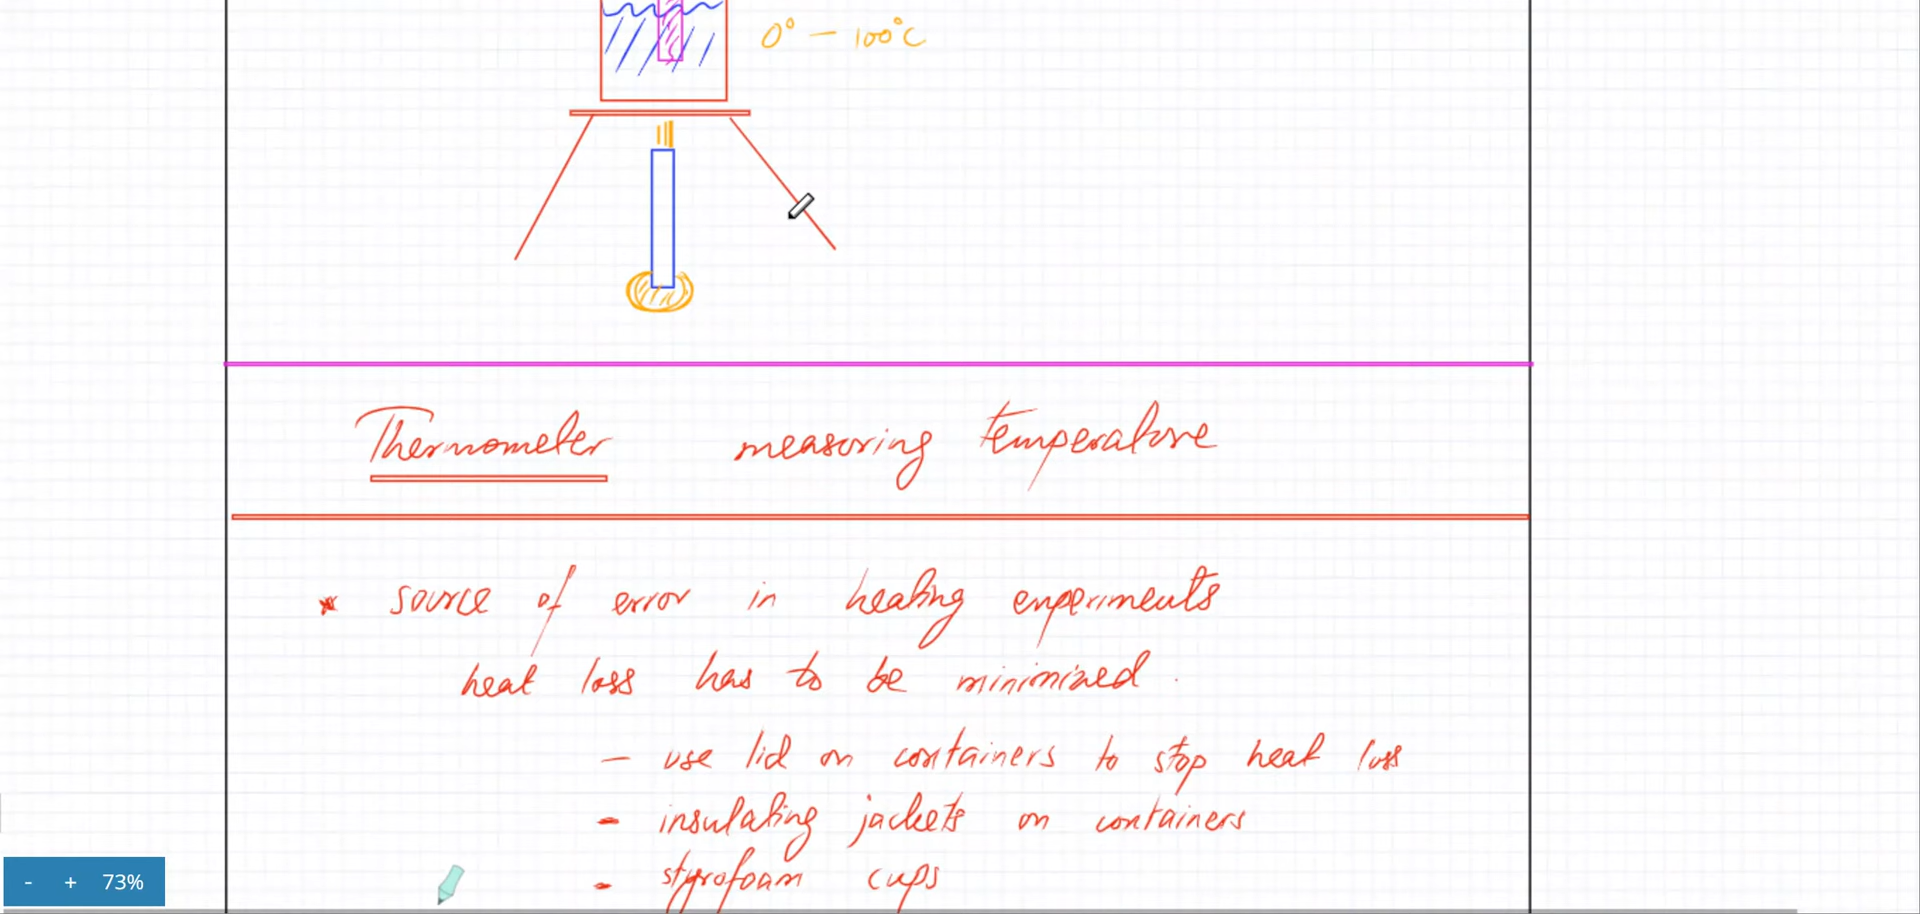 0° – 100°C
Thermometer measuring temperature
* source of error in heating experiments
heat loss has to be minimized.
– use lid on containers to stop heat loss
- insulating jackets on containers
- styrofoam cups
- + 73%